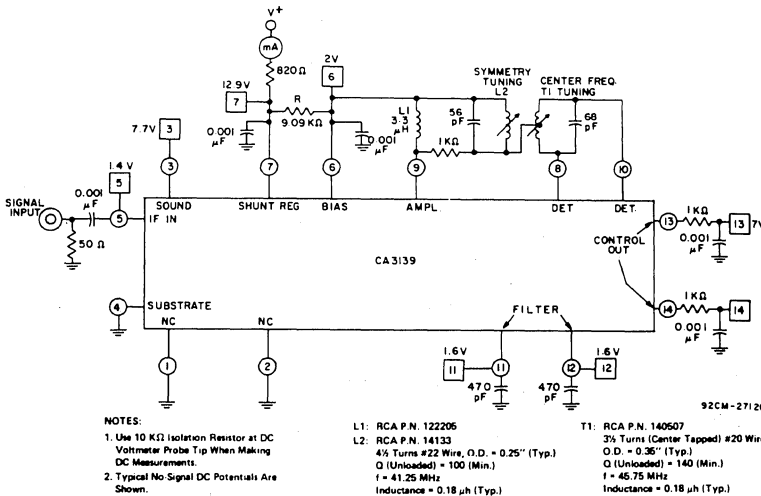 V+
mA
820 Ω
12.9V
7
R
9.09 KΩ
2V
6
0.001 μF
0.001 μF
7.7V
3
3
7
6
L1
3.3 μH
56 pF
1KΩ
SYMMETRY TUNING L2
CENTER FREQ. T1 TUNING
68 pF
9
8
10
1.4 V
5
SIGNAL INPUT
0.001 μF
5
50 Ω
SOUND
IF IN
SHUNT REG
BIAS
AMPL.
DET
DET.
CA3139
CONTROL OUT
13
1KΩ
0.001 μF
13
7V
14
1KΩ
0.001 μF
14
4
SUBSTRATE
NC
NC
FILTER
1
2
1.6V
11
11
470 pF
12
1.6V
12
470 pF
92CM-2712
NOTES:
1. Use 10 KΩ Isolation Resistor at DC
Voltmeter Probe Tip When Making
DC Measurements.
2. Typical No-Signal DC Potentials Are
Shown.
L1: RCA P.N. 122205
L2: RCA P.N. 14133
4½ Turns #22 Wire, O.D. = 0.25" (Typ.)
Q (Unloaded) = 100 (Min.)
f = 41.25 MHz
Inductance = 0.18 μh (Typ.)
T1: RCA P.N. 140507
3½ Turns (Center Tapped) #20 Wire
O.D. = 0.35" (Typ.)
Q (Unloaded) = 140 (Min.)
f = 45.75 MHz
Inductance = 0.18 μh (Typ.)